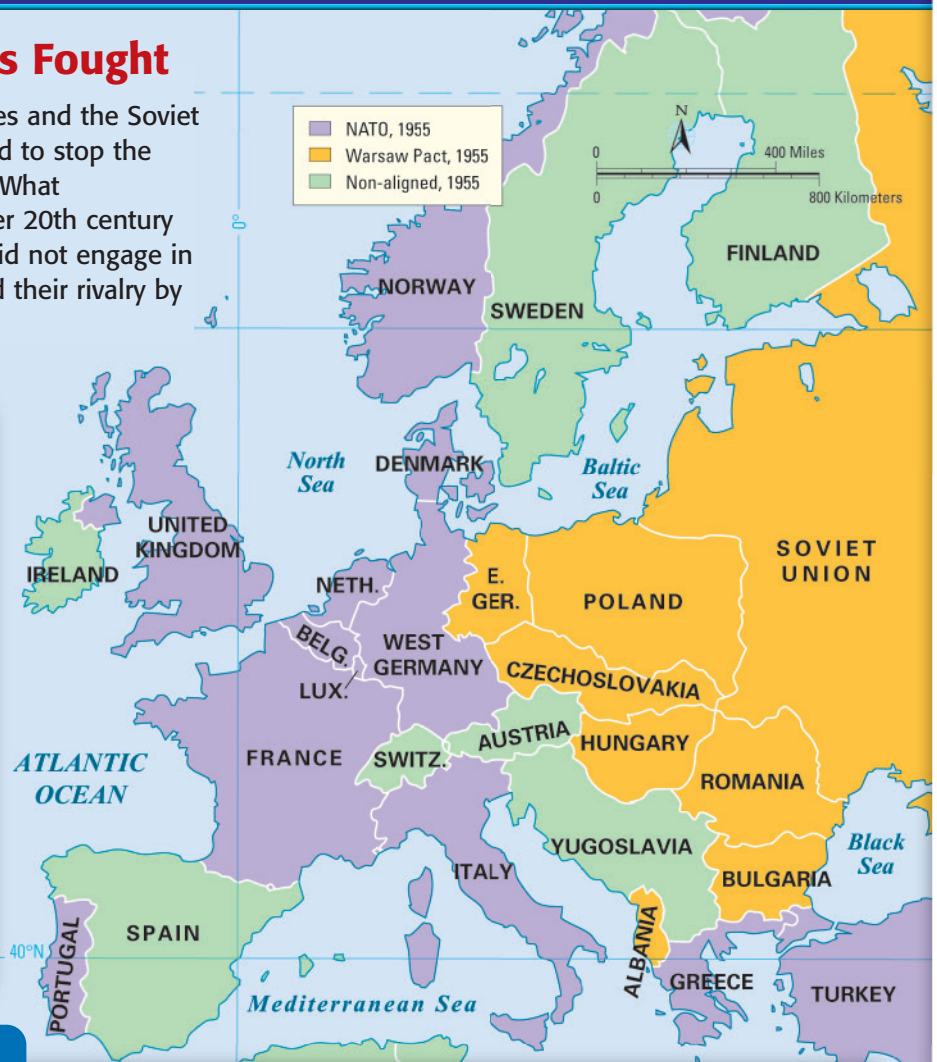 s Fought
es and the Soviet
d to stop the
What
er 20th century
id not engage in
d their rivalry by
NATO, 1955
Warsaw Pact, 1955
Non-aligned, 1955
N
0 400 Miles
0 800 Kilometers
0°
FINLAND
NORWAY
SWEDEN
North
Sea
DENMARK
Baltic
Sea
UNITED
KINGDOM
IRELAND
NETH.
E.
GER.
POLAND
SOVIET
UNION
BELG.
WEST
GERMANY
LUX.
CZECHOSLOVAKIA
ATLANTIC
OCEAN
FRANCE
SWITZ.
AUSTRIA
HUNGARY
ROMANIA
YUGOSLAVIA
Black
Sea
ITALY
BULGARIA
SPAIN
PORTUGAL
40°N
ALBANIA
GREECE
TURKEY
Mediterranean Sea